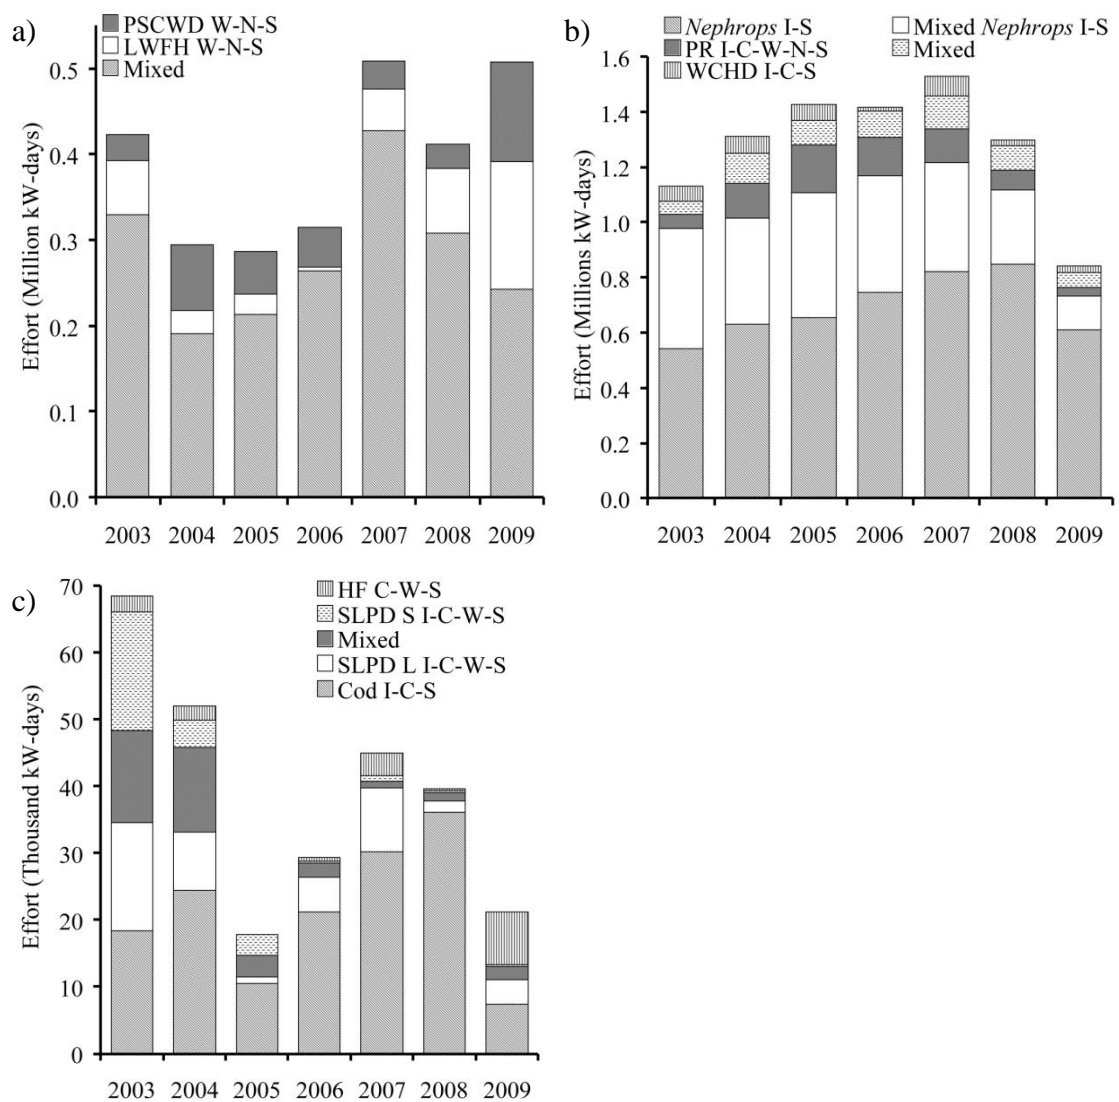 a)
PSCWD W-N-S
LWFH W-N-S
Mixed
Effort (Million kW-days)
0.5
0.4
0.3
0.2
0.1
0.0
2003 2004 2005 2006 2007 2008 2009
b)
Nephrops I-S Mixed Nephrops I-S
PR I-C-W-N-S Mixed
WCHD I-C-S
Effort (Millions kW-days)
1.6
1.4
1.2
1.0
0.8
0.6
0.4
0.2
0.0
2003 2004 2005 2006 2007 2008 2009
c)
HF C-W-S
SLPD S I-C-W-S
Mixed
SLPD L I-C-W-S
Cod I-C-S
Effort (Thousand kW-days)
70
60
50
40
30
20
10
0
2003 2004 2005 2006 2007 2008 2009